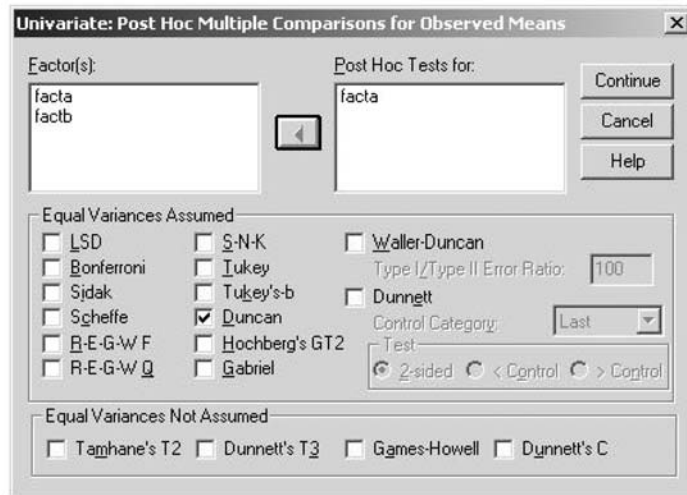 Univariate: Post Hoc Multiple Comparisons for Observed Means
Factor(s):
facta
factb
Post Hoc Tests for:
facta
Continue
Cancel
Help
Equal Variances Assumed
LSD
Bonferroni
Sidak
Scheffe
R-E-G-W F
R-E-G-W Q
S-N-K
Tukey
Tukey's-b
Duncan
Hochberg's GT2
Gabriel
Waller-Duncan
Type I/Type II Error Ratio: 100
Dunnett
Control Category: Last
Test
2-sided < Control > Control
Equal Variances Not Assumed
Tamhane's T2 Dunnett's T3 Games-Howell Dunnett's C